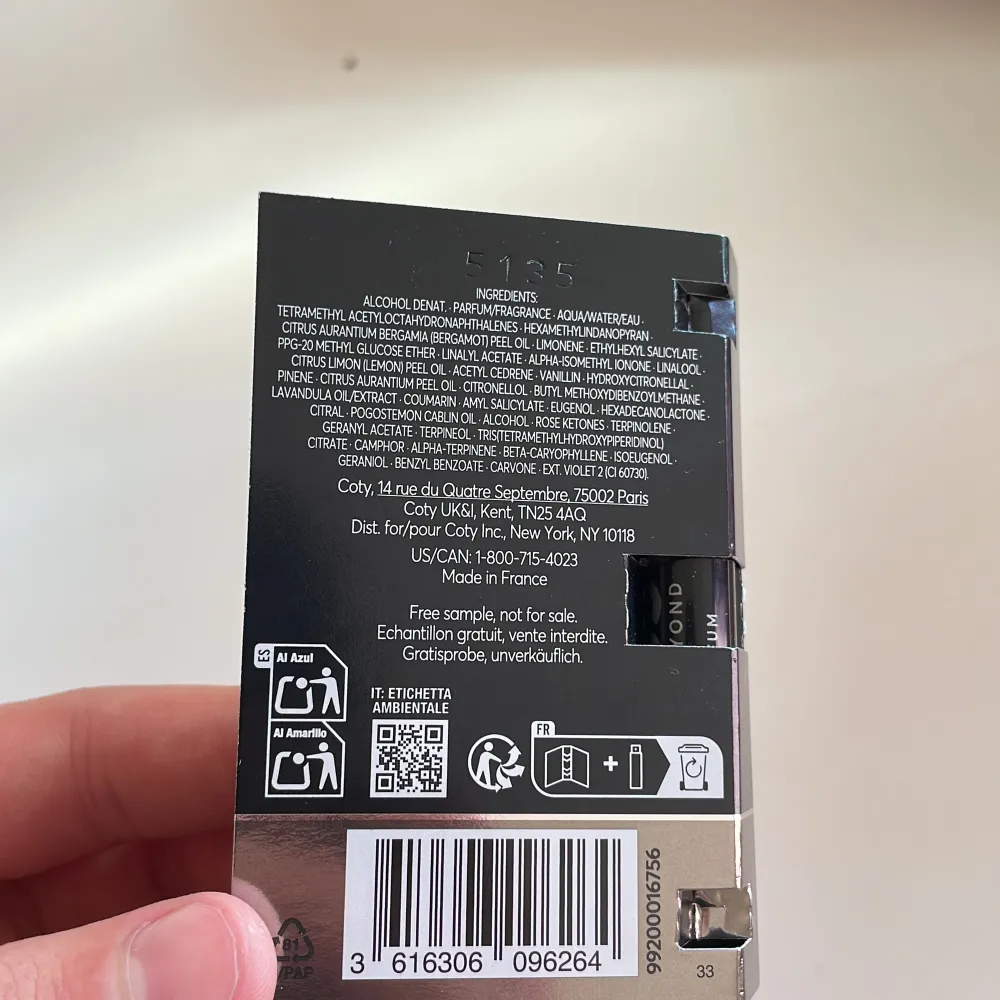 5135
INGREDIENTS:
ALCOHOL DENAT. · PARFUM/FRAGRANCE · AQUA/WATER/EAU ·
TETRAMETHYL ACETYLOCTAHYDRONAPHTHALENES · HEXAMETHYLINDANOPYRAN ·
CITRUS AURANTIUM BERGAMIA (BERGAMOT) PEEL OIL · LIMONENE · ETHYLHEXYL SALICYLATE ·
PPG-20 METHYL GLUCOSE ETHER · LINALYL ACETATE · ALPHA-ISOMETHYL IONONE · LINALOOL ·
CITRUS LIMON (LEMON) PEEL OIL · ACETYL CEDRENE · VANILLIN · HYDROXYCITRONELLAL ·
PINENE · CITRUS AURANTIUM PEEL OIL · CITRONELLOL · BUTYL METHOXYDIBENZOYLMETHANE ·
LAVANDULA OIL/EXTRACT · COUMARIN · AMYL SALICYLATE · EUGENOL · HEXADECANOLACTONE ·
CITRAL · POGOSTEMON CABLIN OIL · ALCOHOL · ROSE KETONES · TERPINOLENE ·
GERANYL ACETATE · TERPINEOL · TRIS(TETRAMETHYLHYDROXYPIPERIDINOL)
CITRATE · CAMPHOR · ALPHA-TERPINENE · BETA-CARYOPHYLLENE · ISOEUGENOL ·
GERANIOL · BENZYL BENZOATE · CARVONE · EXT. VIOLET 2 (CI 60730).
Coty, 14 rue du Quatre Septembre, 75002 Paris
Coty UK&I, Kent, TN25 4AQ
Dist. for/pour Coty Inc., New York, NY 10118
US/CAN: 1-800-715-4023
Made in France
YOND
UM
Free sample, not for sale.
Echantillon gratuit, vente interdite.
Gratisprobe, unverkäuflich.
ES
Al Azul
Al Amarillo
IT: ETICHETTA
AMBIENTALE
FR
+
81
/PAP
3 616306 096264
99200016756
33